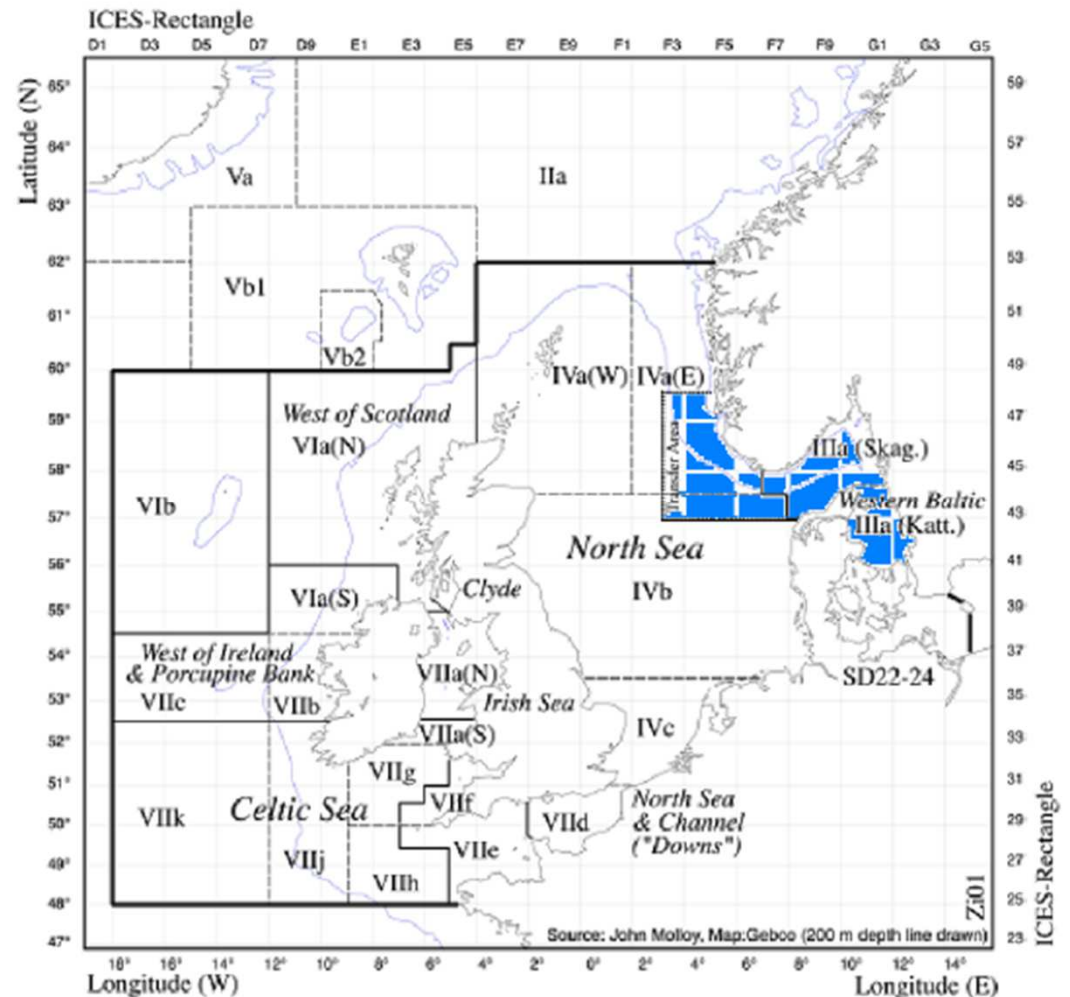 ICES-Rectangle
D1 D3 D5 D7 D9 E1 E3 E5 E7 E9 F1 F3 F5 F7 F9 G1 G3 G5
Latitude (N)
65°
64°
63°
62°
61°
60°
59°
58°
57°
56°
55°
54°
53°
52°
51°
50°
49°
48°
47°
59
57
55
53
51
49
47
45
43
41
39
37
35
33
31
29
27
25
23
ICES-Rectangle
Va
IIa
Vb1
Vb2
IVa(W)
IVa(E)
West of Scotland
VIa(N)
Transfer Area
IIIa (Skag.)
VIb
Western Baltic
IIIa (Katt.)
North Sea
IVb
Clyde
VIa(S)
West of Ireland
& Porcupine Bank
VIIc
VIIb
VIIa(N)
Irish Sea
VIIa(S)
SD22-24
IVc
VIIg
VIIk
Celtic Sea
VIIf
VIId
North Sea
& Channel
("Downs")
VIIj
VIIe
VIIh
Zi01
Source: John Molloy, Map:Gebco (200 m depth line drawn)
18° 16° 14° 12° 10° 8° 6° 4° 2° 0° 2° 4° 6° 8° 10° 12° 14°
Longitude (W)
Longitude (E)